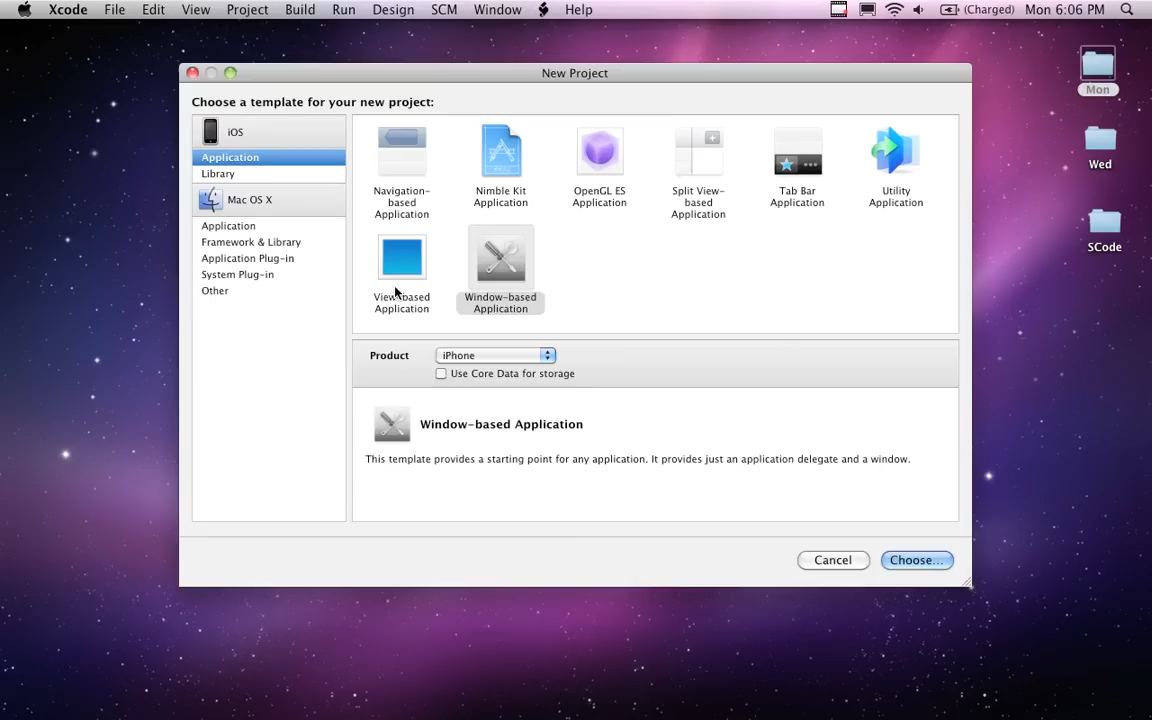 Xcode File Edit View Project Build Run Design SCM Window Help (Charged) Mon 6:06 PM
New Project
Choose a template for your new project:
iOS
Application
Library
Mac OS X
Application
Framework & Library
Application Plug-in
System Plug-in
Other
Navigation-
based
Application
Nimble Kit
Application
OpenGL ES
Application
Split View-
based
Application
Tab Bar
Application
Utility
Application
View-based
Application
Window-based
Application
Product iPhone
Use Core Data for storage
Window-based Application
This template provides a starting point for any application. It provides just an application delegate and a window.
Cancel Choose...
Mon
Wed
SCode